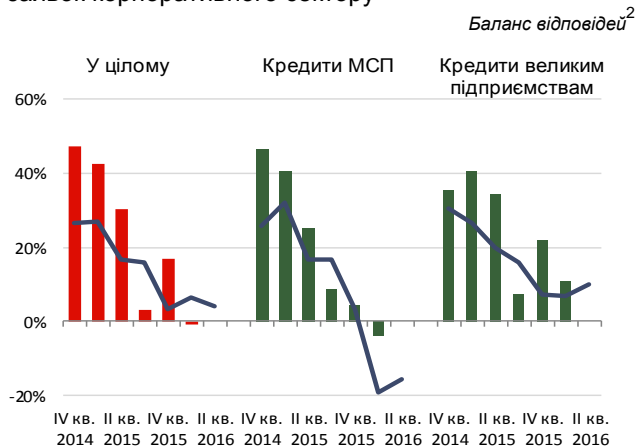 Баланс відповідей2
У цілому
Кредити МСП
Кредити великим
підприємствам
60%
40%
20%
0%
-20%
IV кв. II кв. IV кв. II кв. IV кв. II кв. IV кв. II кв. IV кв. II кв. IV кв. II кв.
2014 2015 2015 2016 2014 2015 2015 2016 2014 2015 2015 2016